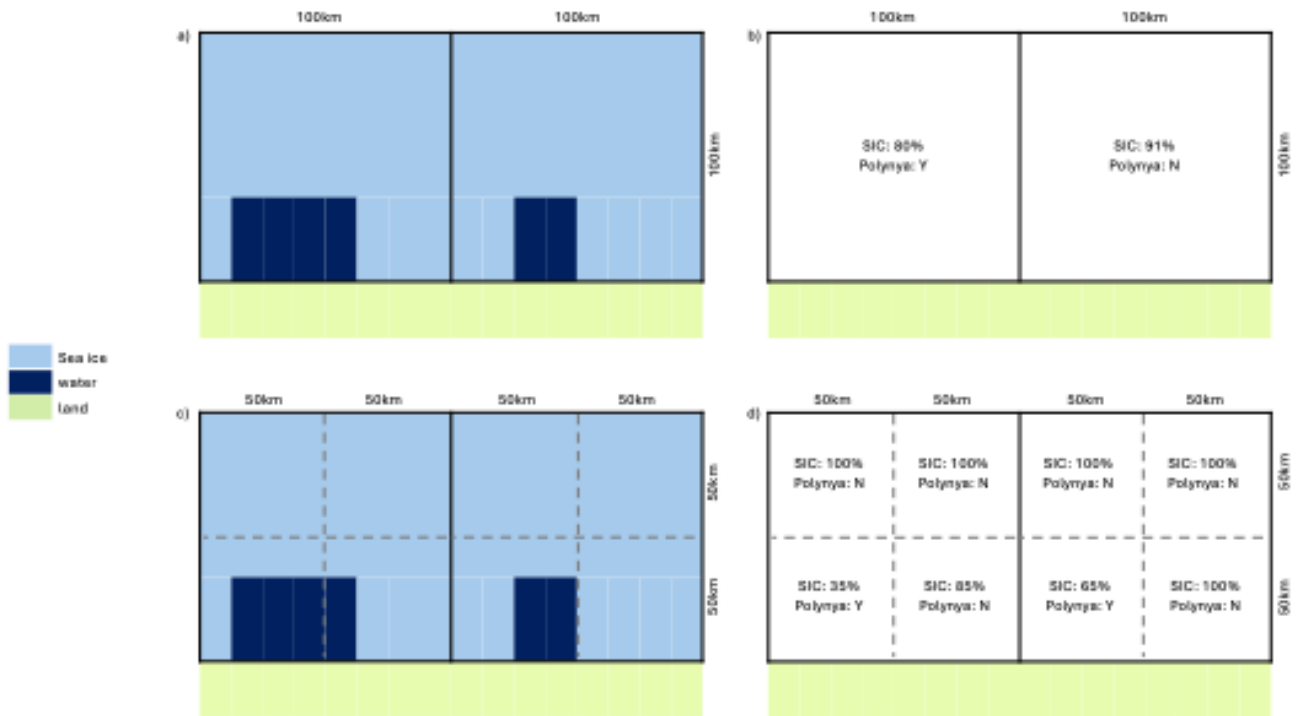 100km 100km
a)
100km
100km 100km
b)
SIC: 80% SIC: 91%
Polynya: Y Polynya: N
100km
Sea ice
water
land
50km 50km 50km 50km
c)
50km
50km
50km 50km 50km 50km
d)
SIC: 100% SIC: 100% SIC: 100% SIC: 100%
Polynya: N Polynya: N Polynya: N Polynya: N
50km
SIC: 35% SIC: 85% SIC: 65% SIC: 100%
Polynya: Y Polynya: N Polynya: Y Polynya: N
50km